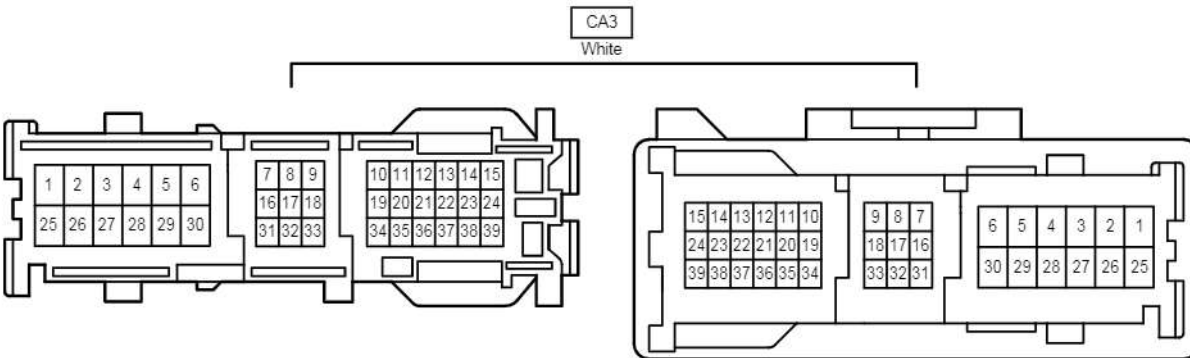 CA3
White
1 2 3 4 5 6
25 26 27 28 29 30
7 8 9
16 17 18
31 32 33
10 11 12 13 14 15
19 20 21 22 23 24
34 35 36 37 38 39
15 14 13 12 11 10
24 23 22 21 20 19
39 38 37 36 35 34
9 8 7
18 17 16
33 32 31
6 5 4 3 2 1
30 29 28 27 26 25